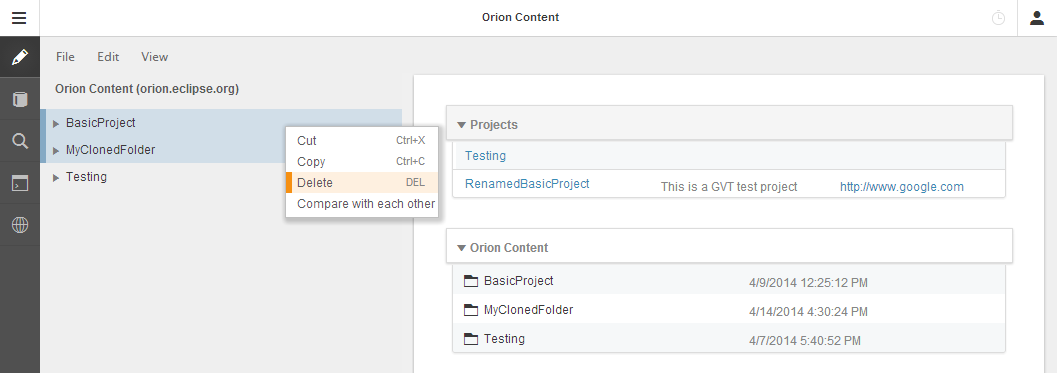 Orion Content
File Edit View
Orion Content (orion.eclipse.org)
BasicProject
MyClonedFolder
Testing
Cut Ctrl+X
Copy Ctrl+C
Delete DEL
Compare with each other
Projects
Testing
RenamedBasicProject This is a GVT test project http://www.google.com
Orion Content
BasicProject 4/9/2014 12:25:12 PM
MyClonedFolder 4/14/2014 4:30:24 PM
Testing 4/7/2014 5:40:52 PM